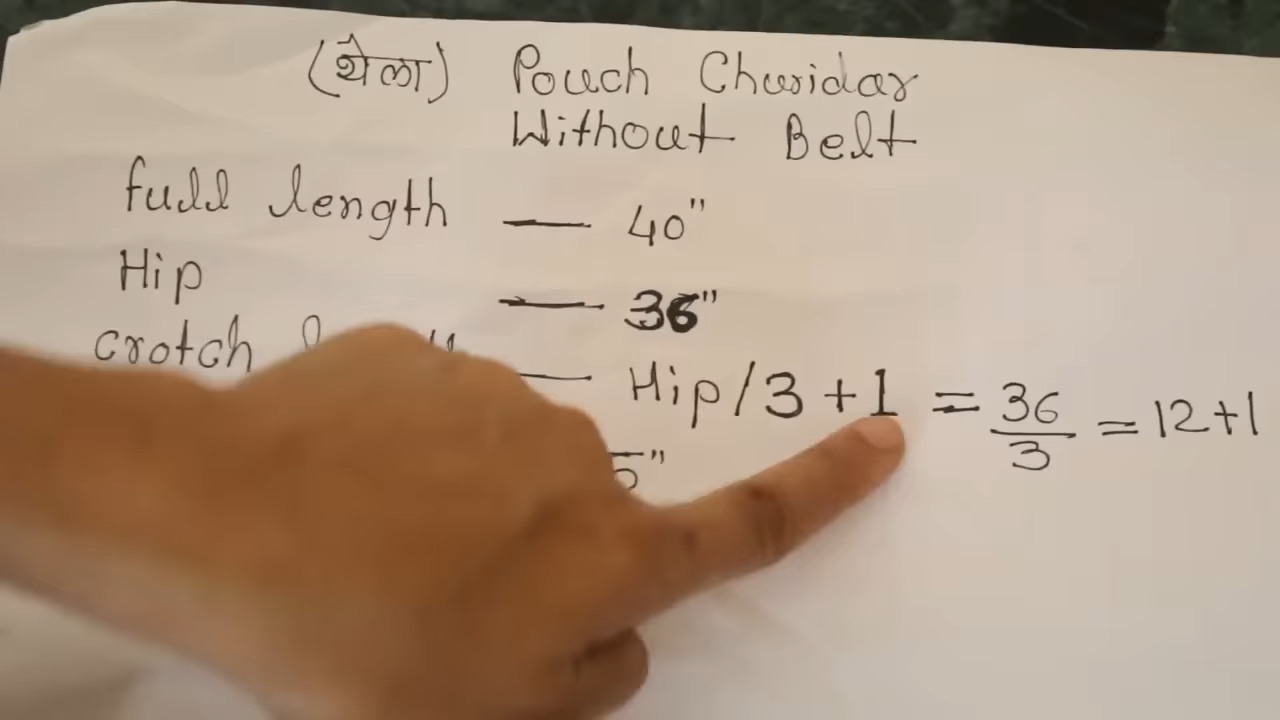 (थैला) Pouch Churidar
Without Belt
full length — 40"
Hip — 36"
crotch — Hip/3 +1 = 36/3 = 12+1